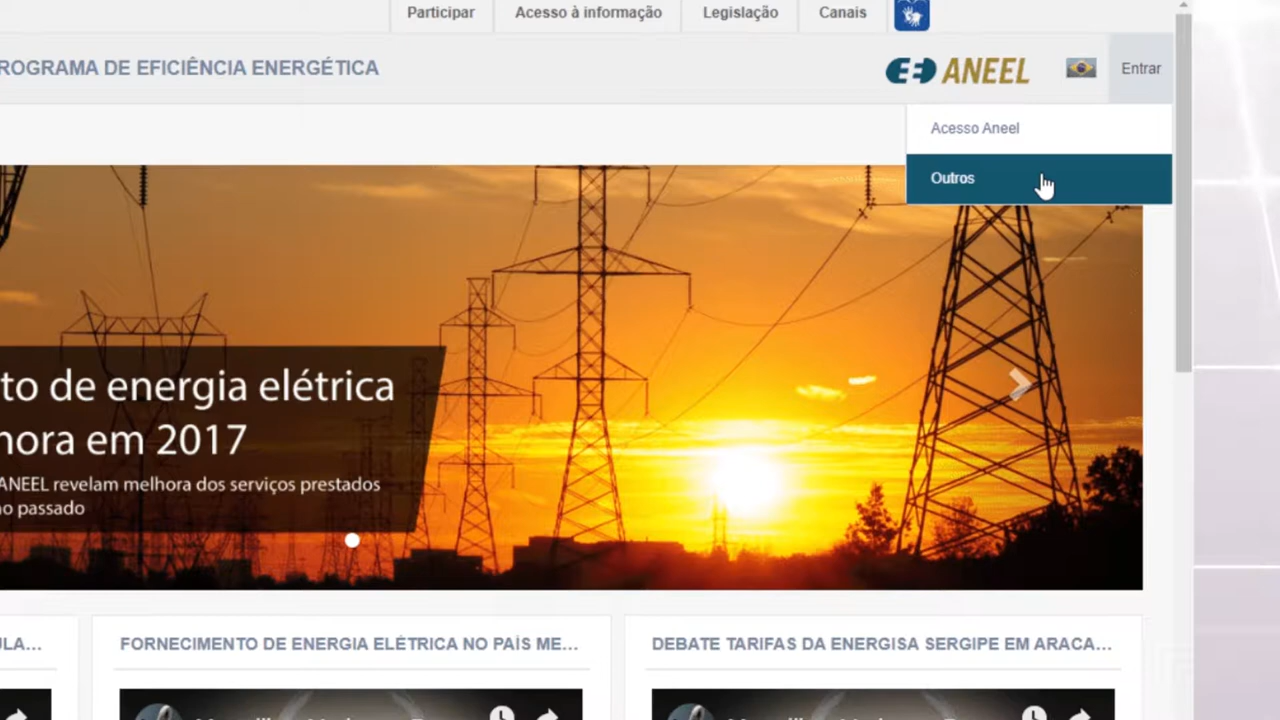 Participar
Acesso à informação
Legislação
Canais
ROGRAMA DE EFICIÊNCIA ENERGÉTICA
ANEEL
Entrar
Acesso Aneel
Outros
to de energia elétrica
hora em 2017
ANEEL revelam melhora dos serviços prestados
no passado
ULA...
FORNECIMENTO DE ENERGIA ELÉTRICA NO PAÍS ME...
DEBATE TARIFAS DA ENERGISA SERGIPE EM ARACA...